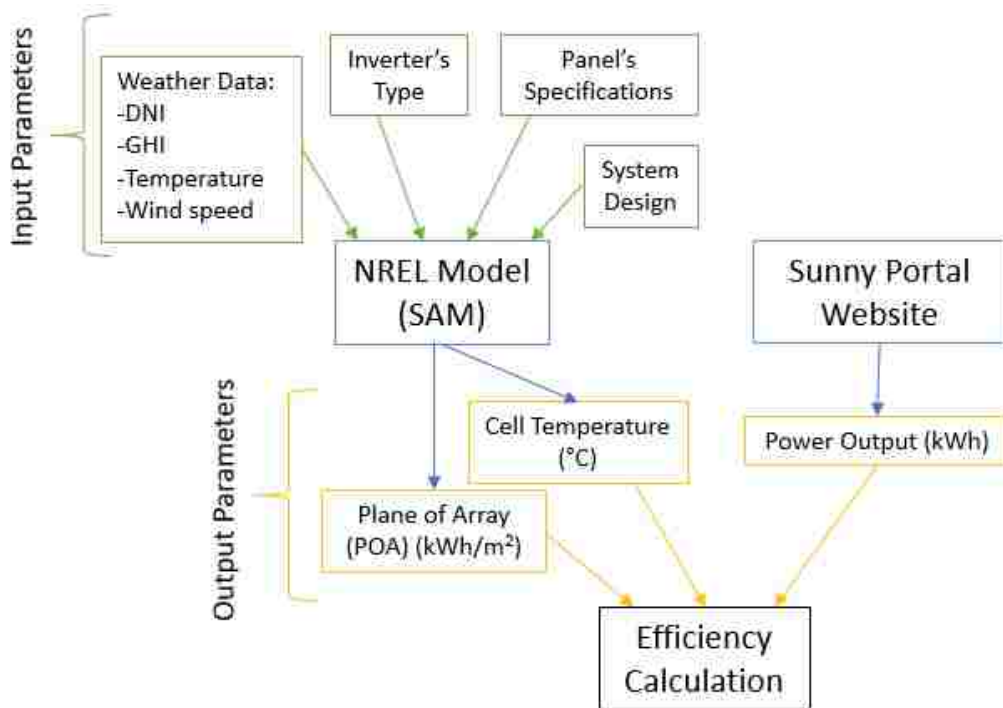 Input Parameters
Weather Data:
-DNI
-GHI
-Temperature
-Wind speed
Inverter's
Type
Panel's
Specifications
System
Design
NREL Model
(SAM)
Sunny Portal
Website
Output Parameters
Cell Temperature
(°C)
Power Output (kWh)
Plane of Array
(POA) (kWh/m²)
Efficiency
Calculation